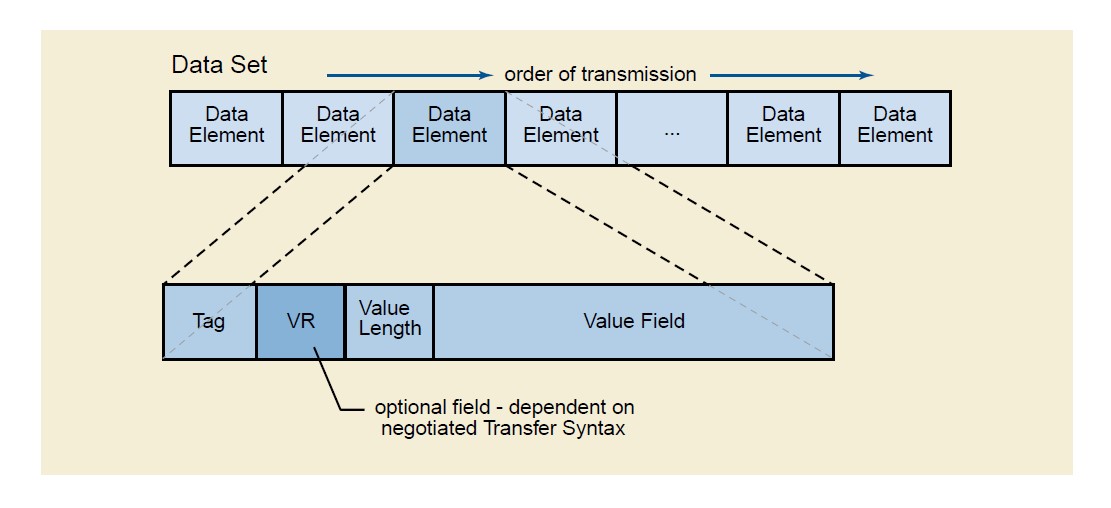 Data Set
order of transmission
Data Element
Data Element
Data Element
Data Element
...
Data Element
Data Element
Tag
VR
Value Length
Value Field
optional field - dependent on
negotiated Transfer Syntax